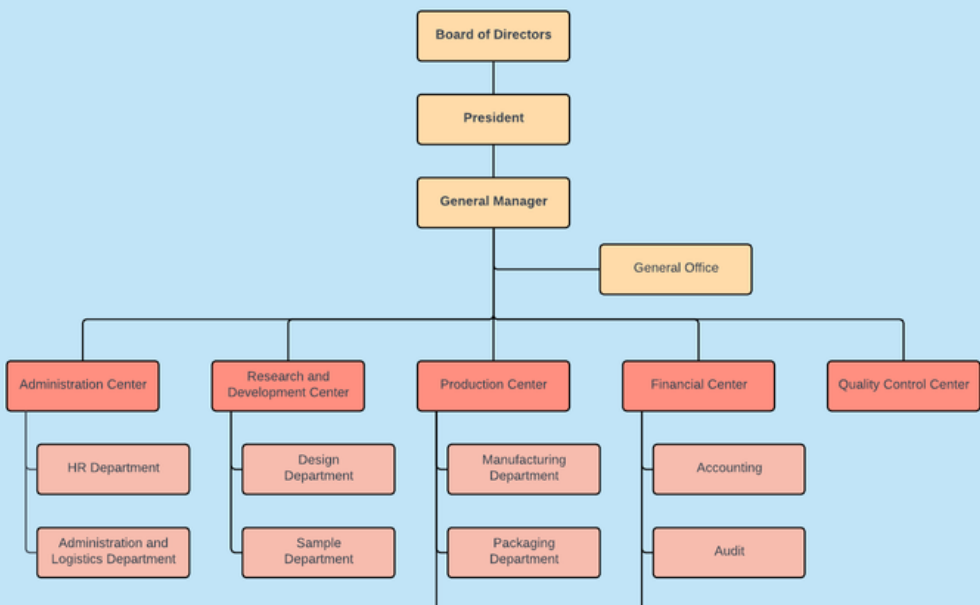 Board of Directors
President
General Manager
General Office
Administration Center
Research and
Development Center
Production Center
Financial Center
Quality Control Center
HR Department
Design
Department
Manufacturing
Department
Accounting
Administration and
Logistics Department
Sample
Department
Packaging
Department
Audit